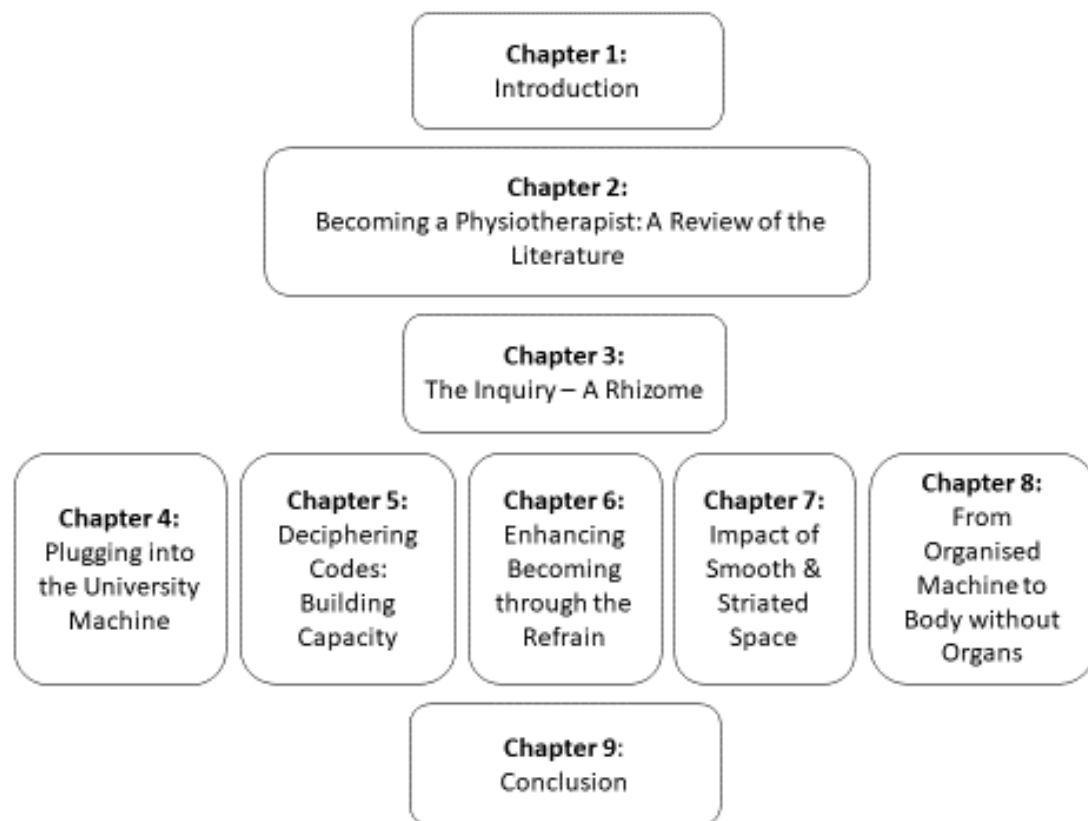 Chapter 1:
Introduction
Chapter 2:
Becoming a Physiotherapist: A Review of the
Literature
Chapter 3:
The Inquiry – A Rhizome
Chapter 4:
Plugging into
the University
Machine
Chapter 5:
Deciphering
Codes:
Building
Capacity
Chapter 6:
Enhancing
Becoming
through the
Refrain
Chapter 7:
Impact of
Smooth &
Striated
Space
Chapter 8:
From
Organised
Machine to
Body without
Organs
Chapter 9:
Conclusion